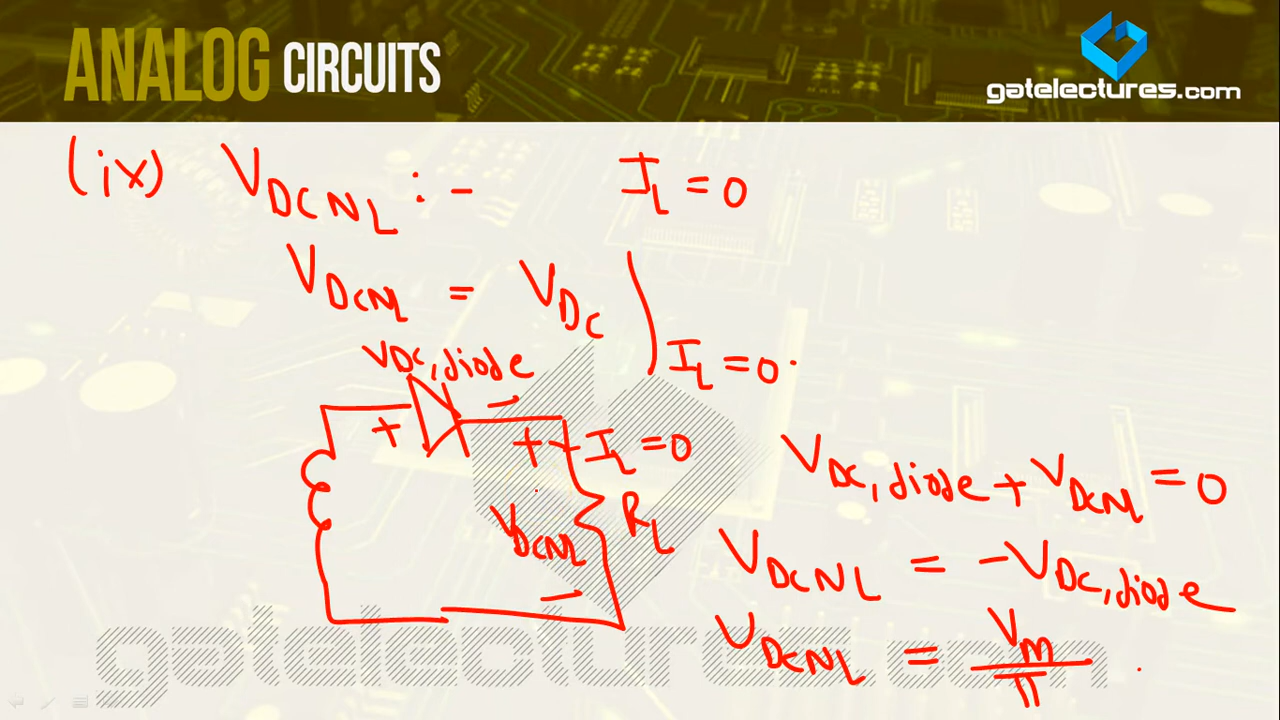 ANALOG CIRCUITS
gatelectures.com
(ix) V_DCNL :- I_L = 0
V_DCNL = V_DC | I_L = 0.
V_DC, diode
+ -
+ I_L = 0
V_DC, diode + V_DCNL = 0
V_DCNL R_L
-
V_DCNL = -V_DC, diode
V_DCNL = V_m/π .
gatelectures.com